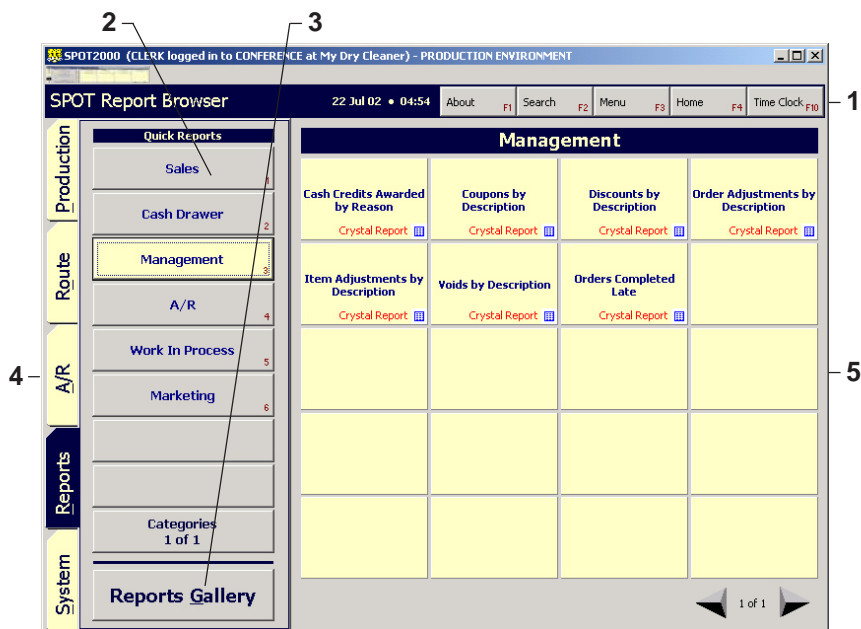 2
3
SPOT2000 (CLERK logged in to CONFERENCE at My Dry Cleaner) - PRODUCTION ENVIRONMENT
SPOT Report Browser
22 Jul 02 • 04:54
About F1
Search F2
Menu F3
Home F4
Time Clock F10
1
Production
Route
A/R
Reports
System
4
Quick Reports
Sales
1
Cash Drawer
2
Management
3
A/R
4
Work In Process
5
Marketing
6
Categories
1 of 1
Reports Gallery
Management
Cash Credits Awarded
by Reason
Crystal Report
Coupons by
Description
Crystal Report
Discounts by
Description
Crystal Report
Order Adjustments by
Description
Crystal Report
Item Adjustments by
Description
Crystal Report
Voids by Description
Crystal Report
Orders Completed
Late
Crystal Report
5
1 of 1